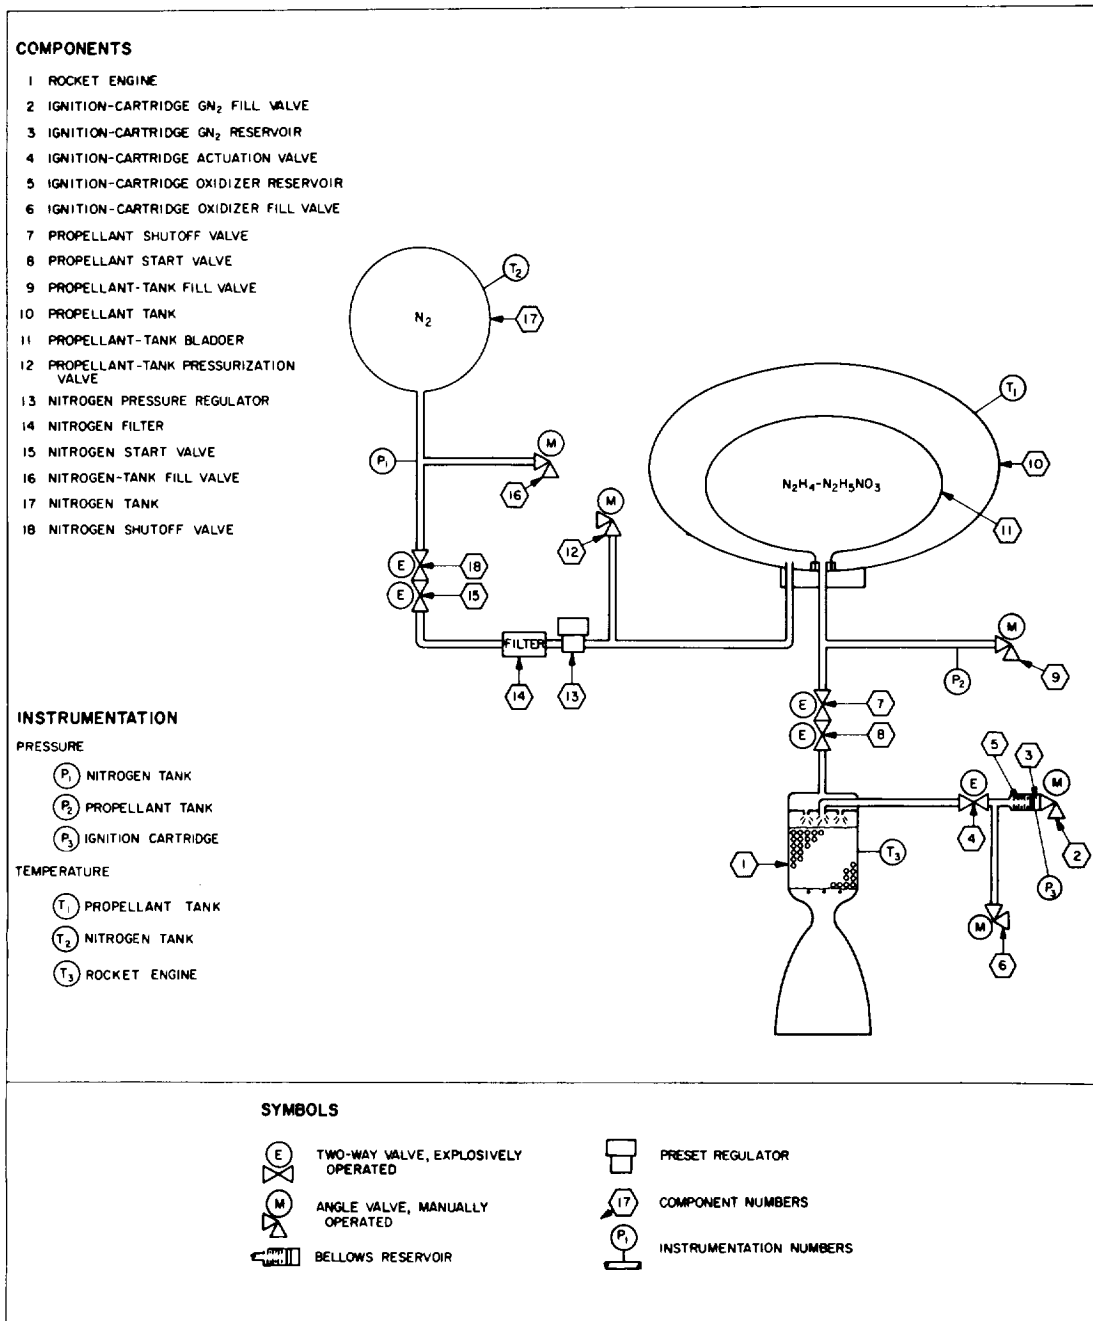 COMPONENTS
1 ROCKET ENGINE
2 IGNITION-CARTRIDGE GN₂ FILL VALVE
3 IGNITION-CARTRIDGE GN₂ RESERVOIR
4 IGNITION-CARTRIDGE ACTUATION VALVE
5 IGNITION-CARTRIDGE OXIDIZER RESERVOIR
6 IGNITION-CARTRIDGE OXIDIZER FILL VALVE
7 PROPELLANT SHUTOFF VALVE
8 PROPELLANT START VALVE
9 PROPELLANT-TANK FILL VALVE
10 PROPELLANT TANK
11 PROPELLANT-TANK BLADDER
12 PROPELLANT-TANK PRESSURIZATION
VALVE
13 NITROGEN PRESSURE REGULATOR
14 NITROGEN FILTER
15 NITROGEN START VALVE
16 NITROGEN-TANK FILL VALVE
17 NITROGEN TANK
18 NITROGEN SHUTOFF VALVE
T₂
N₂
17
P₁
M
16
T₁
10
N₂H₄-N₂H₅NO₃
11
M
12
E
18
E
15
FILTER
14
13
M
P₂
9
E
7
E
8
5
3
M
E
4
2
1
T₃
P₃
M
6
INSTRUMENTATION
PRESSURE
P₁ NITROGEN TANK
P₂ PROPELLANT TANK
P₃ IGNITION CARTRIDGE
TEMPERATURE
T₁ PROPELLANT TANK
T₂ NITROGEN TANK
T₃ ROCKET ENGINE
SYMBOLS
E TWO-WAY VALVE, EXPLOSIVELY
OPERATED
M ANGLE VALVE, MANUALLY
OPERATED
BELLOWS RESERVOIR
PRESET REGULATOR
17 COMPONENT NUMBERS
P₁ INSTRUMENTATION NUMBERS